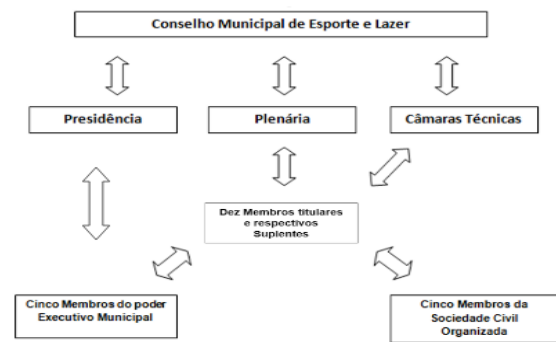 Conselho Municipal de Esporte e Lazer
Presidência
Plenária
Câmaras Técnicas
Dez Membros titulares
e respectivos
Suplentes
Cinco Membros do poder
Executivo Municipal
Cinco Membros da
Sociedade Civil
Organizada